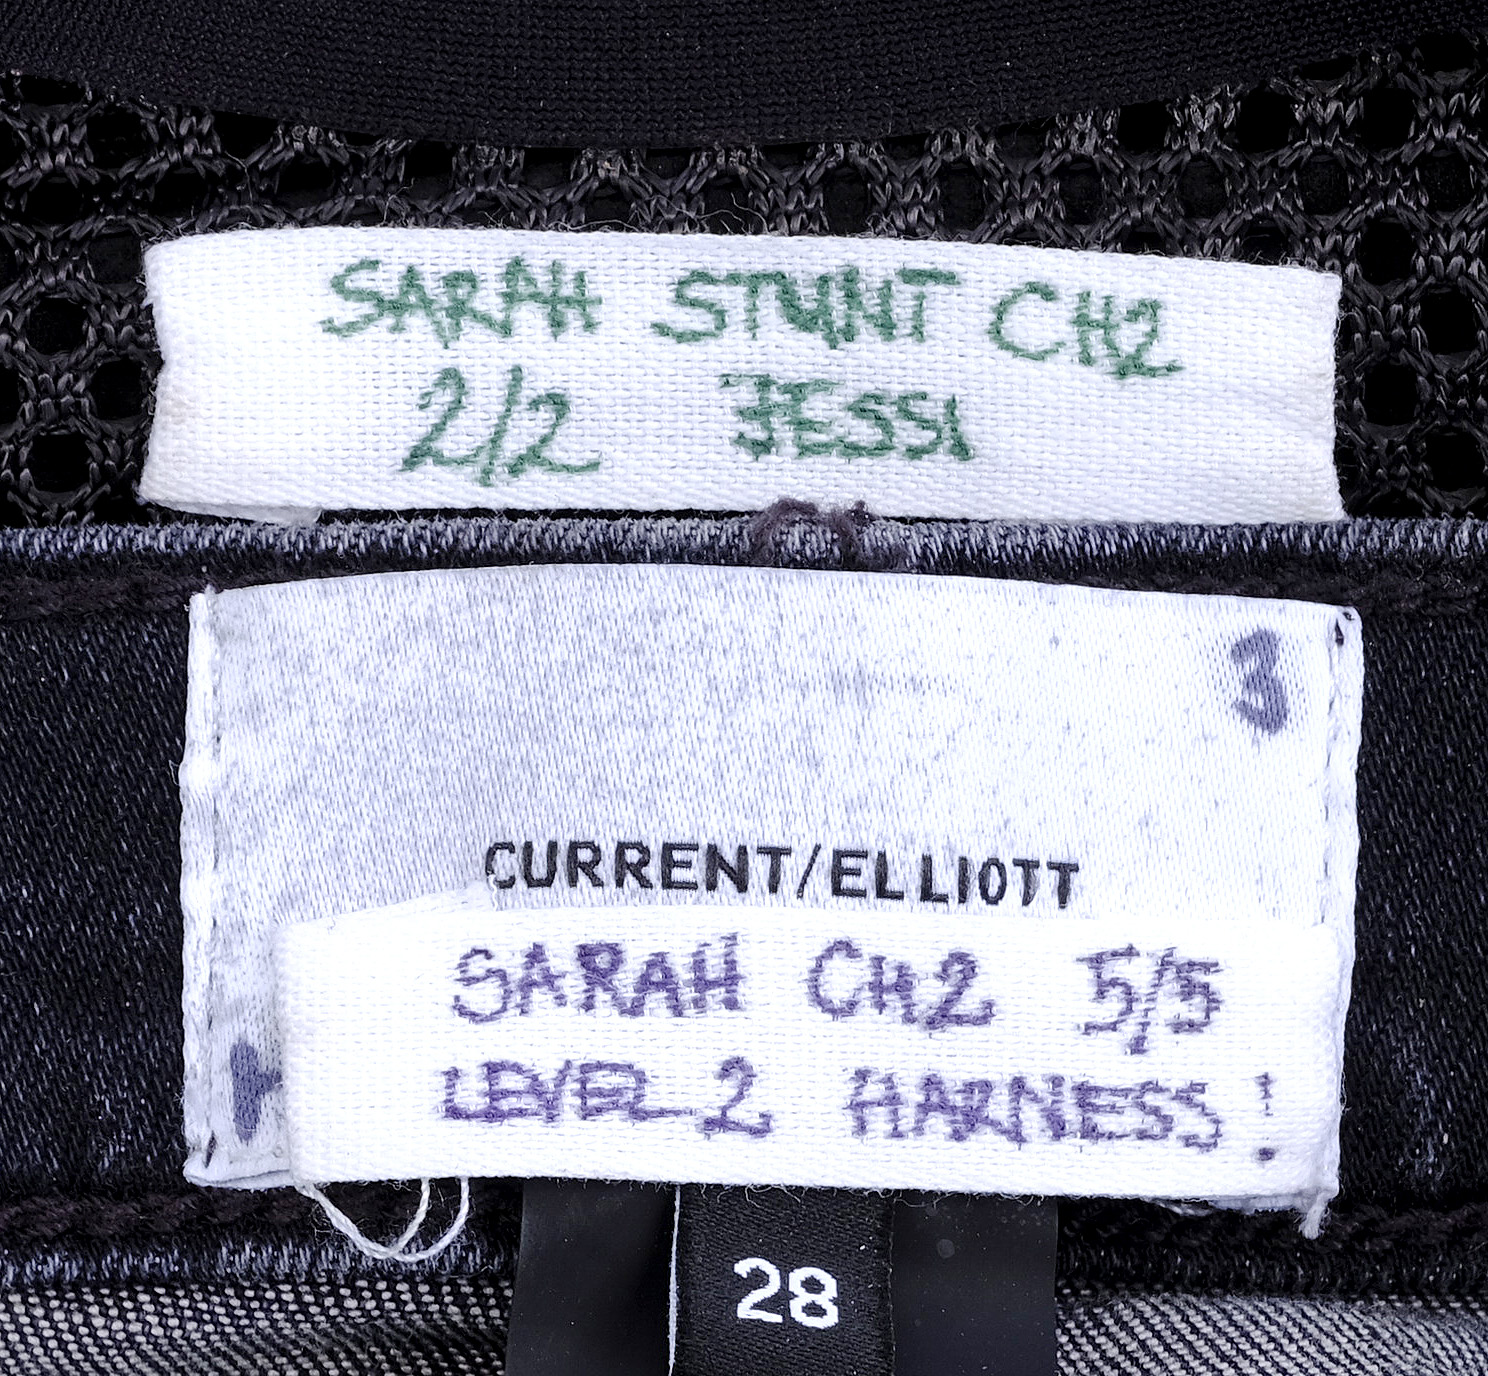 SARAH STUNT CH2
2/2 JESSI
3
CURRENT/ELLIOTT
SARAH CH2 5/5
LEVEL 2 HARNESS!
28